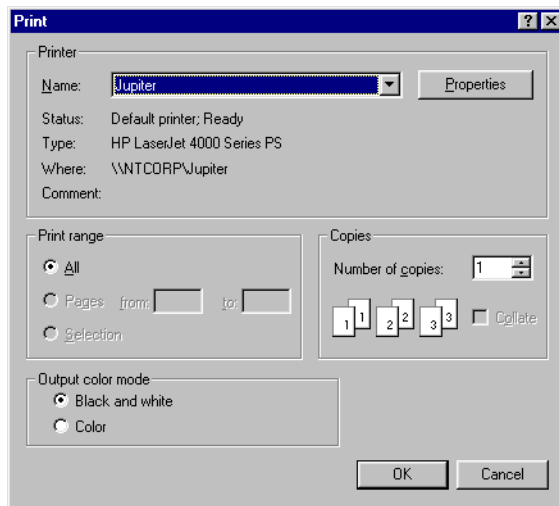 Print
Printer
Name: Jupiter Properties
Status: Default printer; Ready
Type: HP LaserJet 4000 Series PS
Where: \\NTCORP\Jupiter
Comment:
Print range
All
Pages from: to:
Selection
Copies
Number of copies: 1
1 1 2 2 3 3 Collate
Output color mode
Black and white
Color
OK Cancel